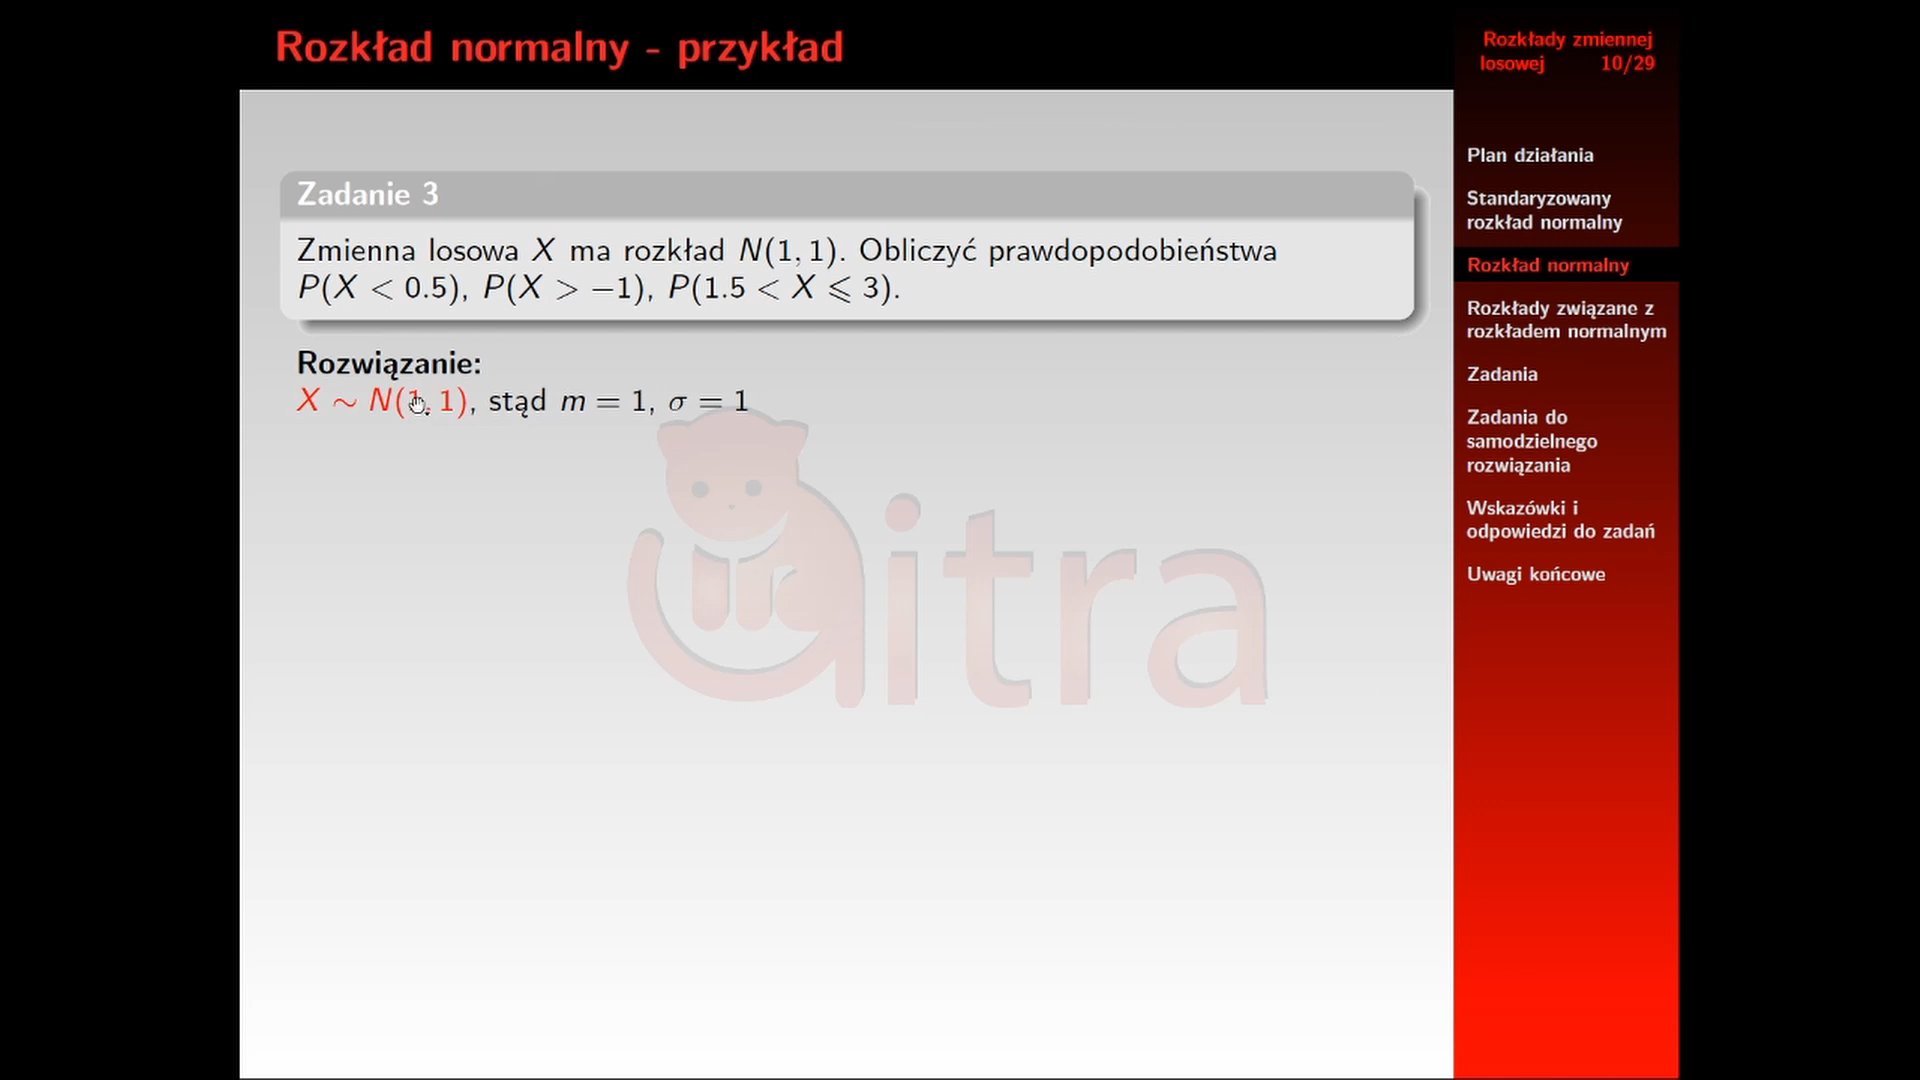 Rozkład normalny - przykład
Zadanie 3
Zmienna losowa X ma rozkład N(1, 1). Obliczyć prawdopodobieństwa
P(X < 0.5), P(X > −1), P(1.5 < X ⩽ 3).
Rozwiązanie:
X ∼ N(1, 1), stąd m = 1, σ = 1
itra
Rozkłady zmiennej
losowej 10/29
Plan działania
Standaryzowany
rozkład normalny
Rozkład normalny
Rozkłady związane z
rozkładem normalnym
Zadania
Zadania do
samodzielnego
rozwiązania
Wskazówki i
odpowiedzi do zadań
Uwagi końcowe